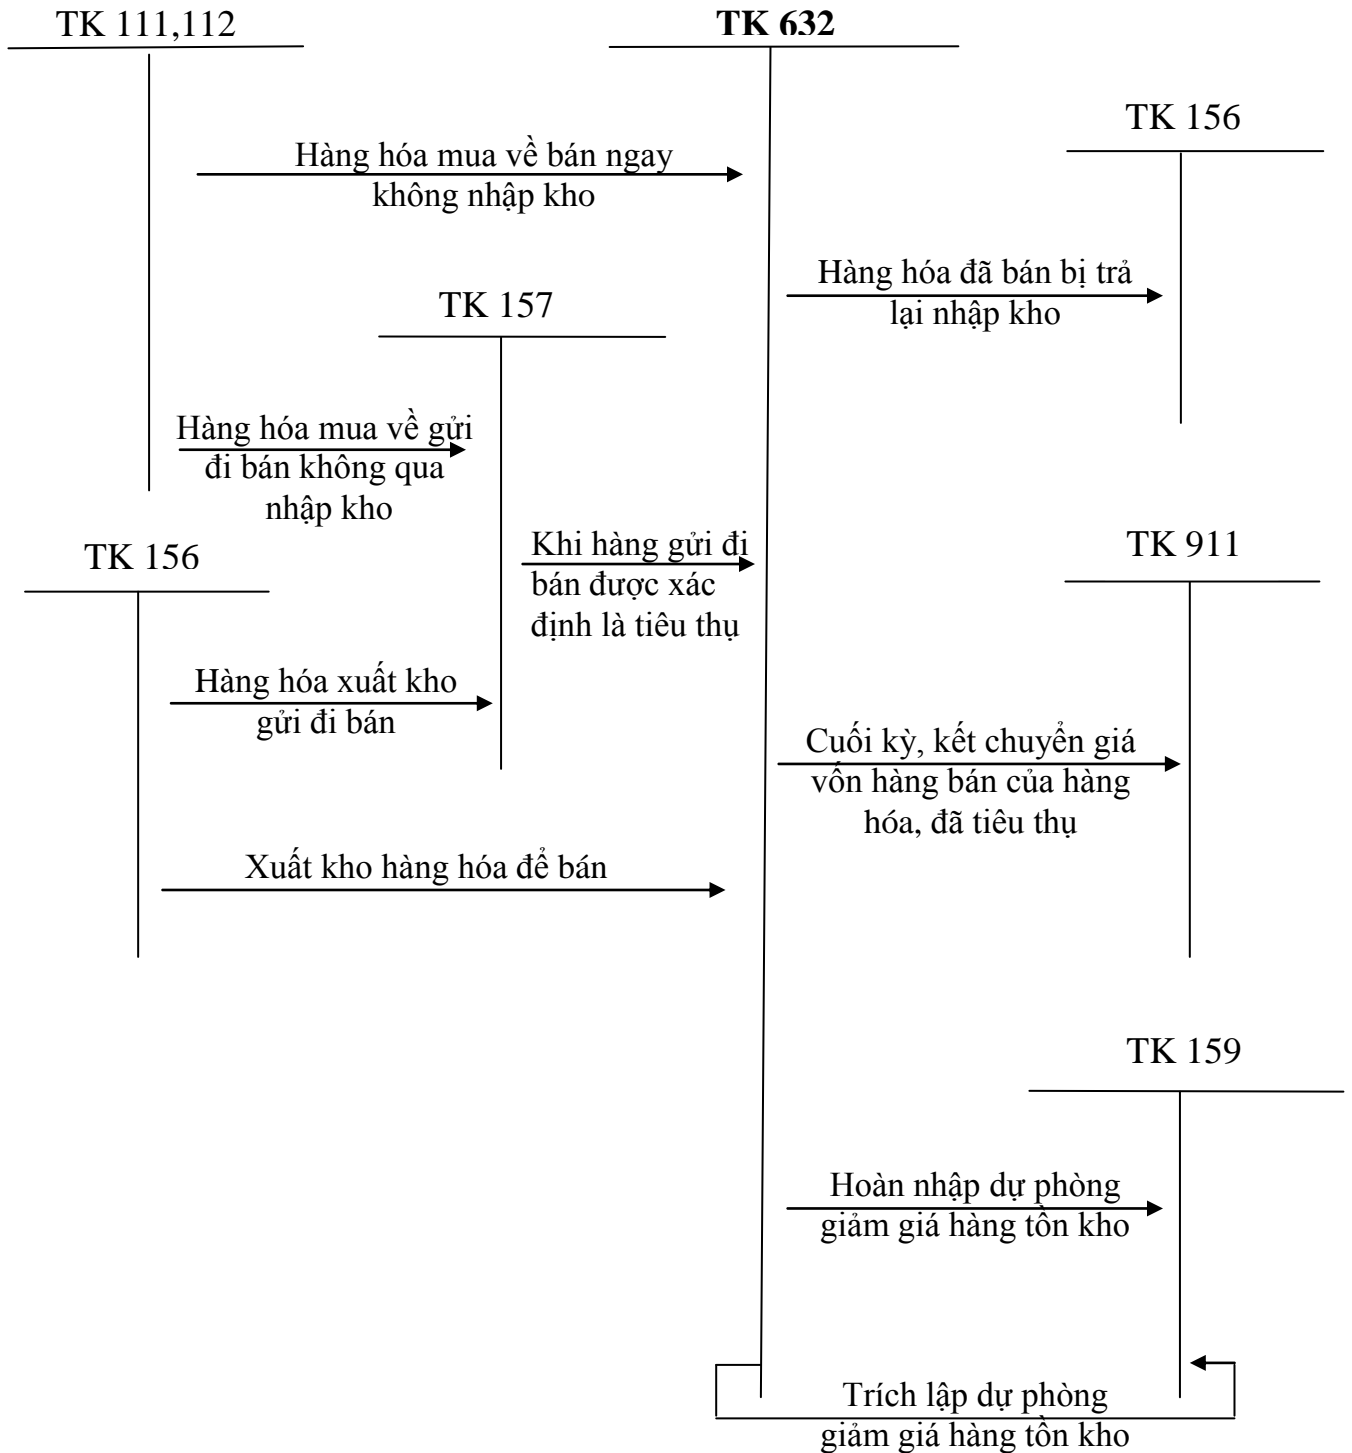 TK 111,112
TK 632
TK 156
Hàng hóa mua về bán ngay
không nhập kho
Hàng hóa đã bán bị trả
lại nhập kho
TK 157
Hàng hóa mua về gửi
đi bán không qua
nhập kho
TK 156
Khi hàng gửi đi
bán được xác
định là tiêu thụ
TK 911
Hàng hóa xuất kho
gửi đi bán
Cuối kỳ, kết chuyển giá
vốn hàng bán của hàng
hóa, đã tiêu thụ
Xuất kho hàng hóa để bán
TK 159
Hoàn nhập dự phòng
giảm giá hàng tồn kho
Trích lập dự phòng
giảm giá hàng tồn kho